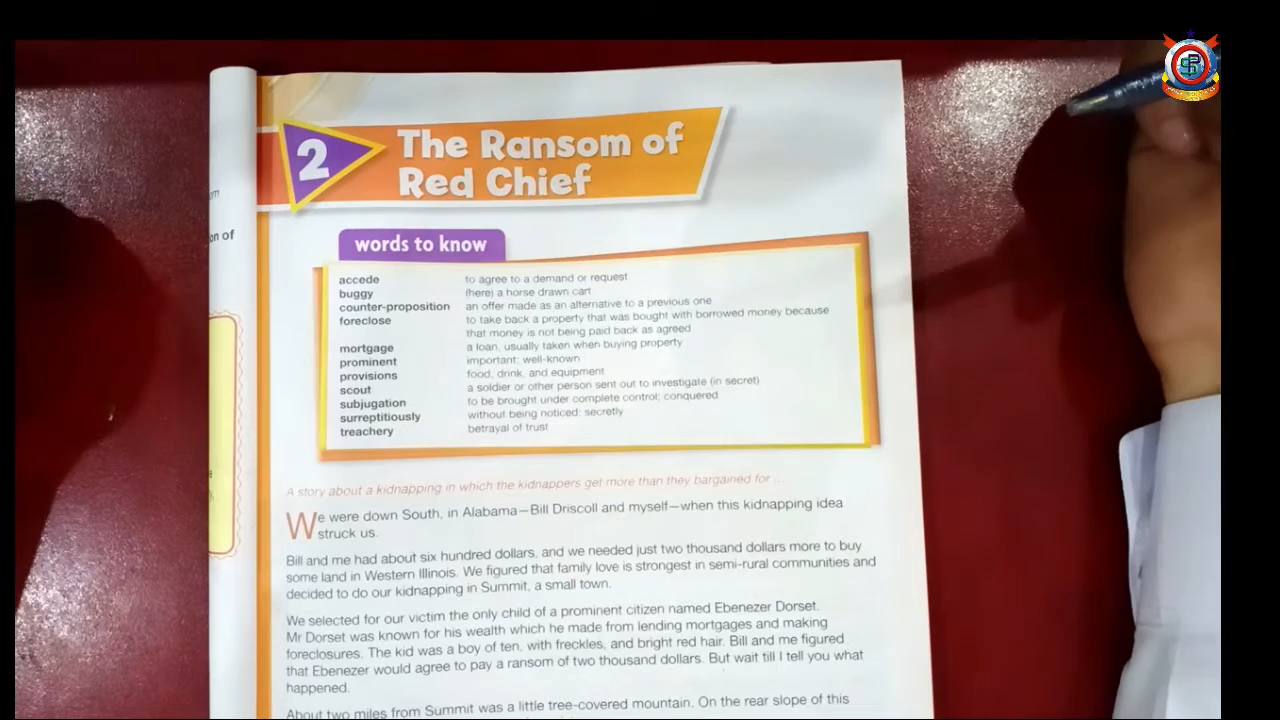 om
on of
2
The Ransom of
Red Chief
words to know
accede to agree to a demand or request
buggy (here) a horse drawn cart
counter-proposition an offer made as an alternative to a previous one
foreclose to take back a property that was bought with borrowed money because
that money is not being paid back as agreed
mortgage a loan, usually taken when buying property
prominent important; well-known
provisions food, drink, and equipment
scout a soldier or other person sent out to investigate (in secret)
subjugation to be brought under complete control; conquered
surreptitiously without being noticed; secretly
treachery betrayal of trust
A story about a kidnapping in which the kidnappers get more than they bargained for ...
We were down South, in Alabama—Bill Driscoll and myself—when this kidnapping idea
struck us.
Bill and me had about six hundred dollars, and we needed just two thousand dollars more to buy
some land in Western Illinois. We figured that family love is strongest in semi-rural communities and
decided to do our kidnapping in Summit, a small town.
We selected for our victim the only child of a prominent citizen named Ebenezer Dorset.
Mr Dorset was known for his wealth which he made from lending mortgages and making
foreclosures. The kid was a boy of ten, with freckles, and bright red hair. Bill and me figured
that Ebenezer would agree to pay a ransom of two thousand dollars. But wait till I tell you what
happened.
About two miles from Summit was a little tree-covered mountain. On the rear slope of this